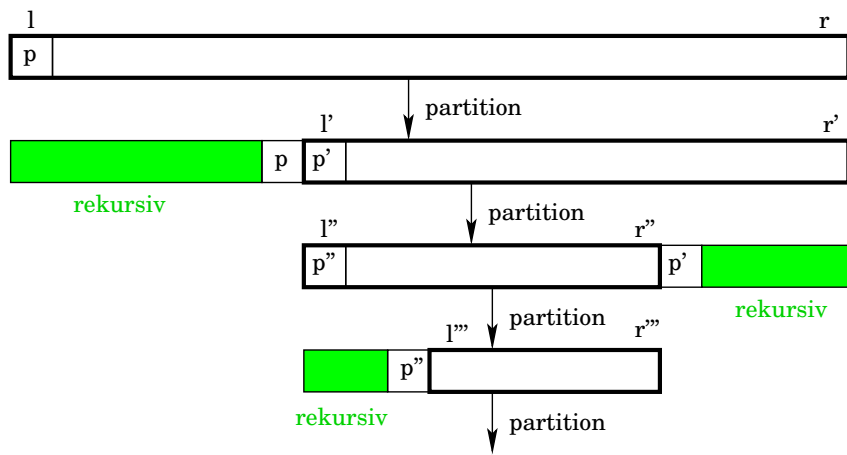 l r
p
partition
l' r'
p p'
rekursiv
partition
l" r"
p" p'
partition
rekursiv
l"' r"'
p"
rekursiv
partition